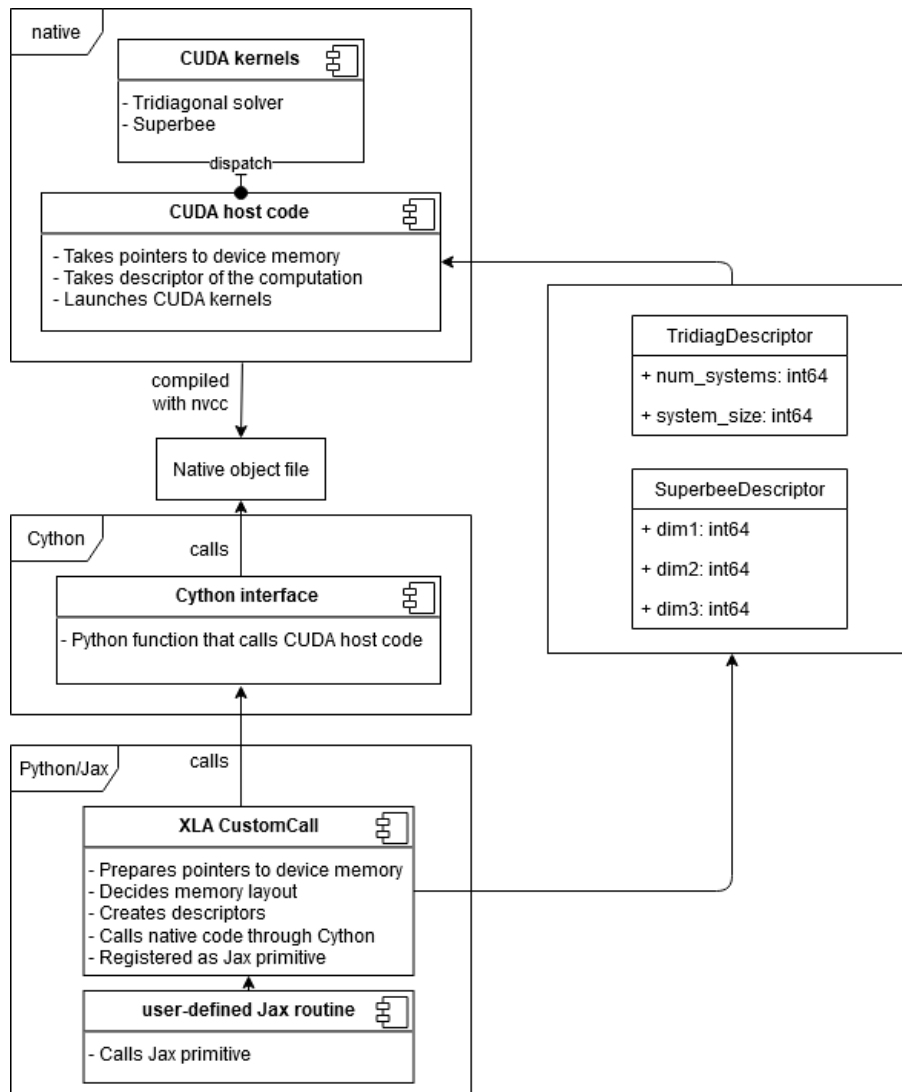 native
CUDA kernels
- Tridiagonal solver
- Superbee
dispatch
CUDA host code
- Takes pointers to device memory
- Takes descriptor of the computation
- Launches CUDA kernels
compiled
with nvcc
Native object file
TridiagDescriptor
+ num_systems: int64
+ system_size: int64
SuperbeeDescriptor
+ dim1: int64
+ dim2: int64
+ dim3: int64
Cython
calls
Cython interface
- Python function that calls CUDA host code
calls
Python/Jax
XLA CustomCall
- Prepares pointers to device memory
- Decides memory layout
- Creates descriptors
- Calls native code through Cython
- Registered as Jax primitive
user-defined Jax routine
- Calls Jax primitive